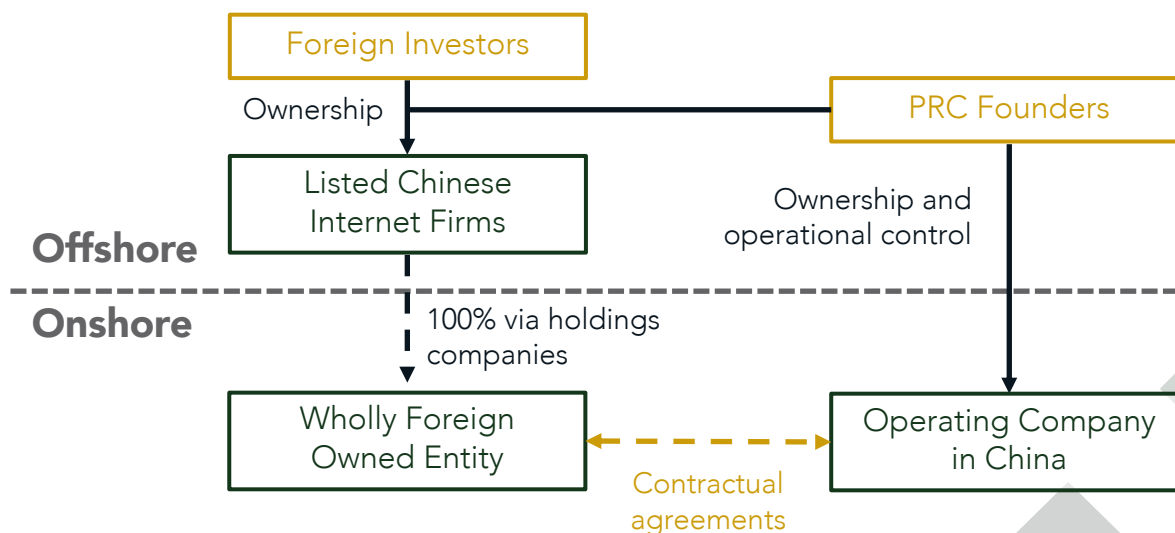 Foreign Investors
Ownership
PRC Founders
Listed Chinese
Internet Firms
Ownership and
operational control
Offshore
Onshore
100% via holdings
companies
Wholly Foreign
Owned Entity
Operating Company
in China
Contractual
agreements